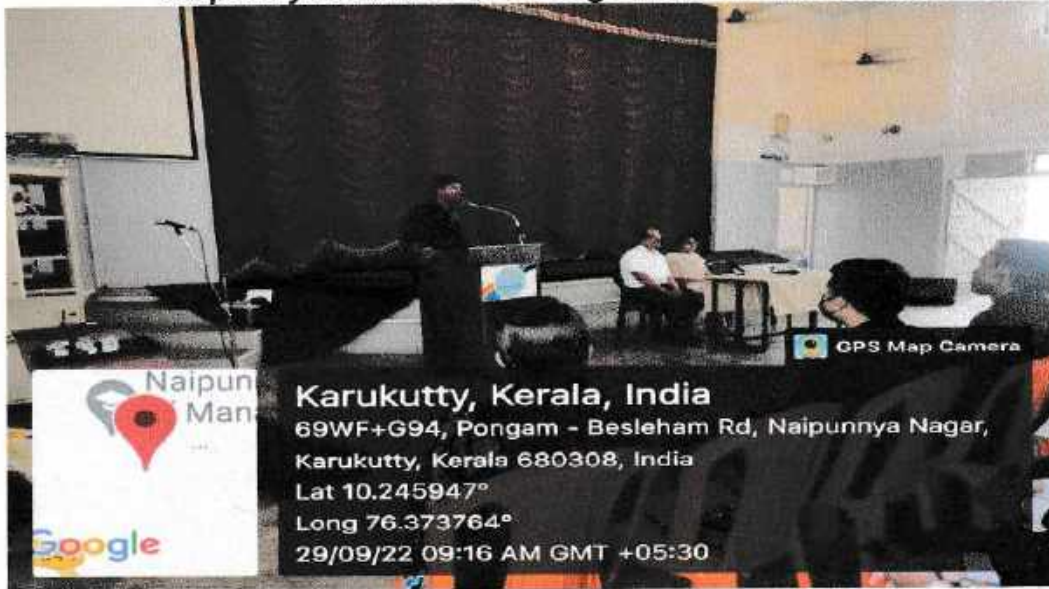 GPS Map Camera
Naipun
Mana
...
Google
Karukutty, Kerala, India
69WF+G94, Pongam - Besleham Rd, Naipunnya Nagar,
Karukutty, Kerala 680308, India
Lat 10.245947°
Long 76.373764°
29/09/22 09:16 AM GMT +05:30